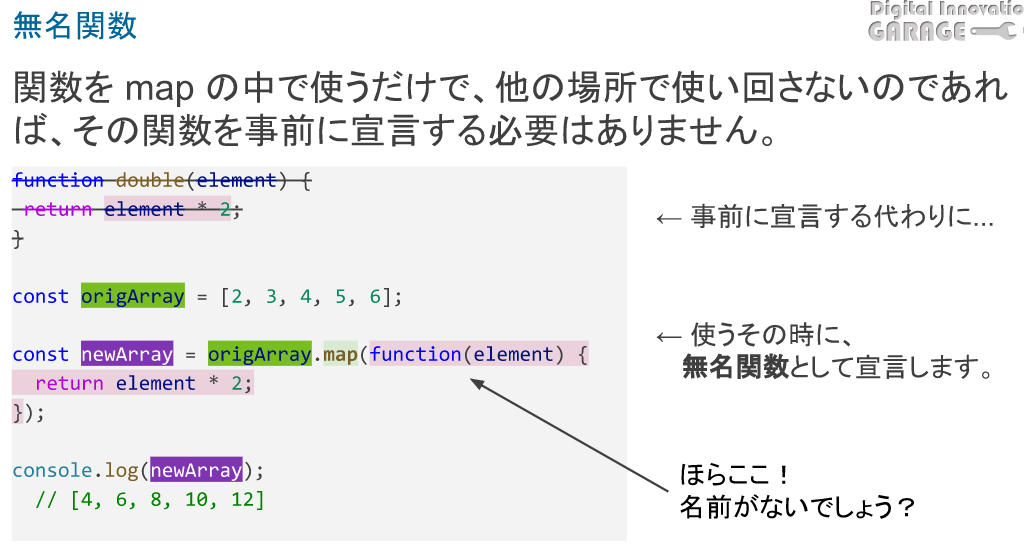 無名関数
Digital Innovatio
GARAGE
関数を map の中で使うだけで、他の場所で使い回さないのであれ
ば、その関数を事前に宣言する必要はありません。
function double(element) {
return element * 2;
}
← 事前に宣言する代わりに...
const origArray = [2, 3, 4, 5, 6];
const newArray = origArray.map(function(element) {
return element * 2;
});
← 使うその時に、
無名関数として宣言します。
console.log(newArray);
// [4, 6, 8, 10, 12]
ほらここ！
名前がないでしょう？